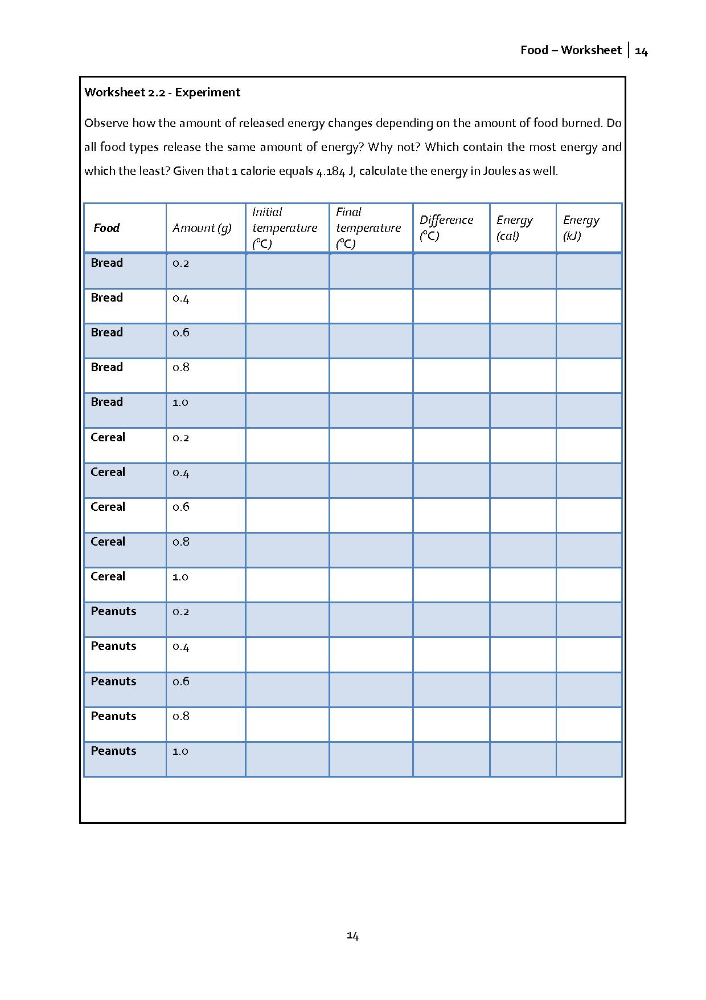 Food – Worksheet 14
Worksheet 2.2 - Experiment
Observe how the amount of released energy changes depending on the amount of food burned. Do
all food types release the same amount of energy? Why not? Which contain the most energy and
which the least? Given that 1 calorie equals 4.184 J, calculate the energy in Joules as well.
Food Amount (g) Initial temperature (°C) Final temperature (°C) Difference (°C) Energy (cal) Energy (kJ)
Bread 0.2
Bread 0.4
Bread 0.6
Bread 0.8
Bread 1.0
Cereal 0.2
Cereal 0.4
Cereal 0.6
Cereal 0.8
Cereal 1.0
Peanuts 0.2
Peanuts 0.4
Peanuts 0.6
Peanuts 0.8
Peanuts 1.0
14